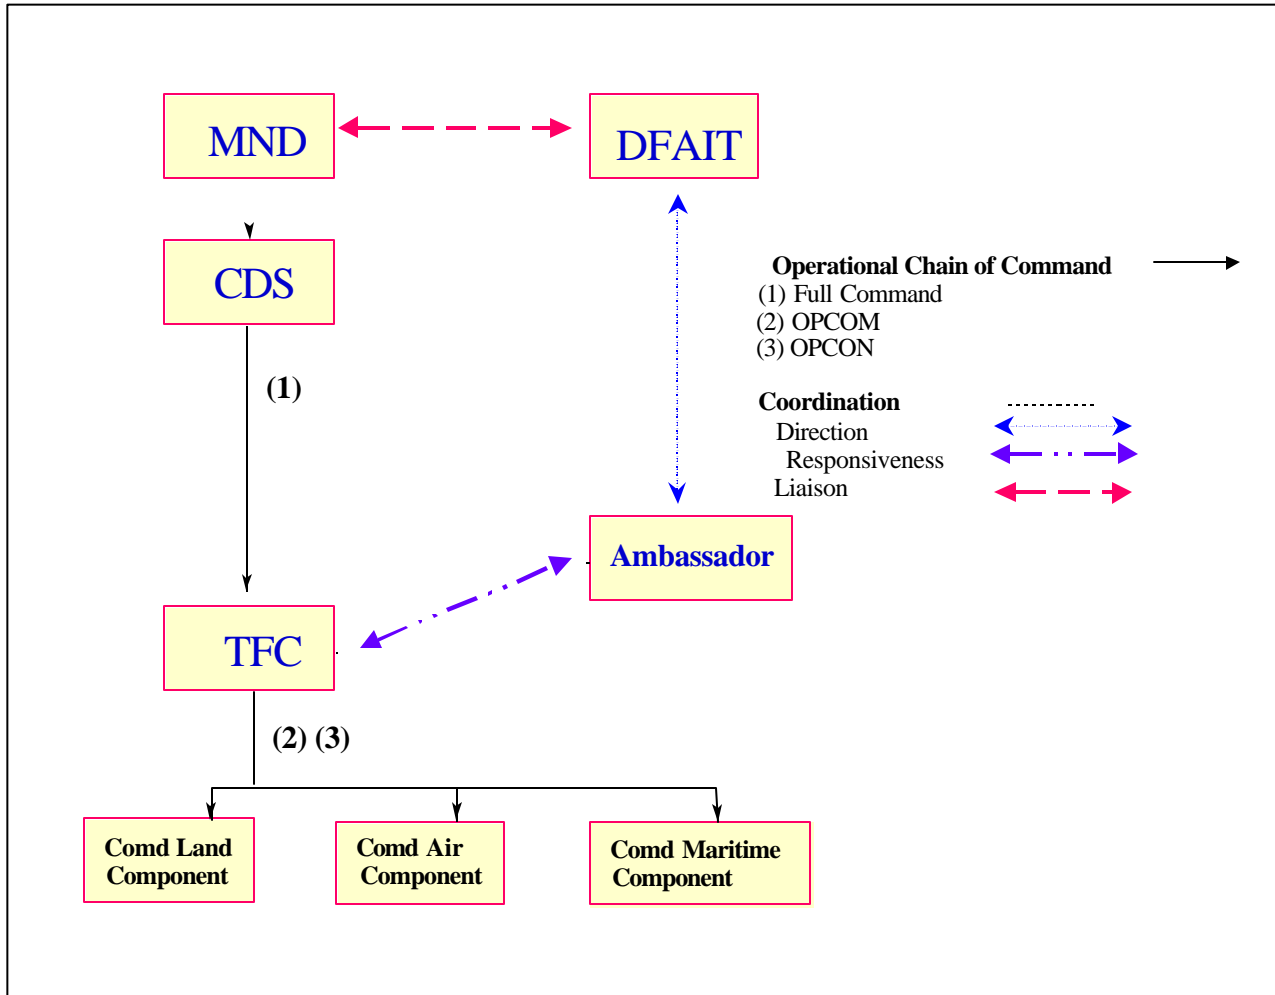 MND
DFAIT
CDS
Operational Chain of Command
(1) Full Command
(2) OPCOM
(3) OPCON
(1)
Coordination
Direction
Responsiveness
Liaison
Ambassador
TFC
(2) (3)
Comd Land
Component
Comd Air
Component
Comd Maritime
Component